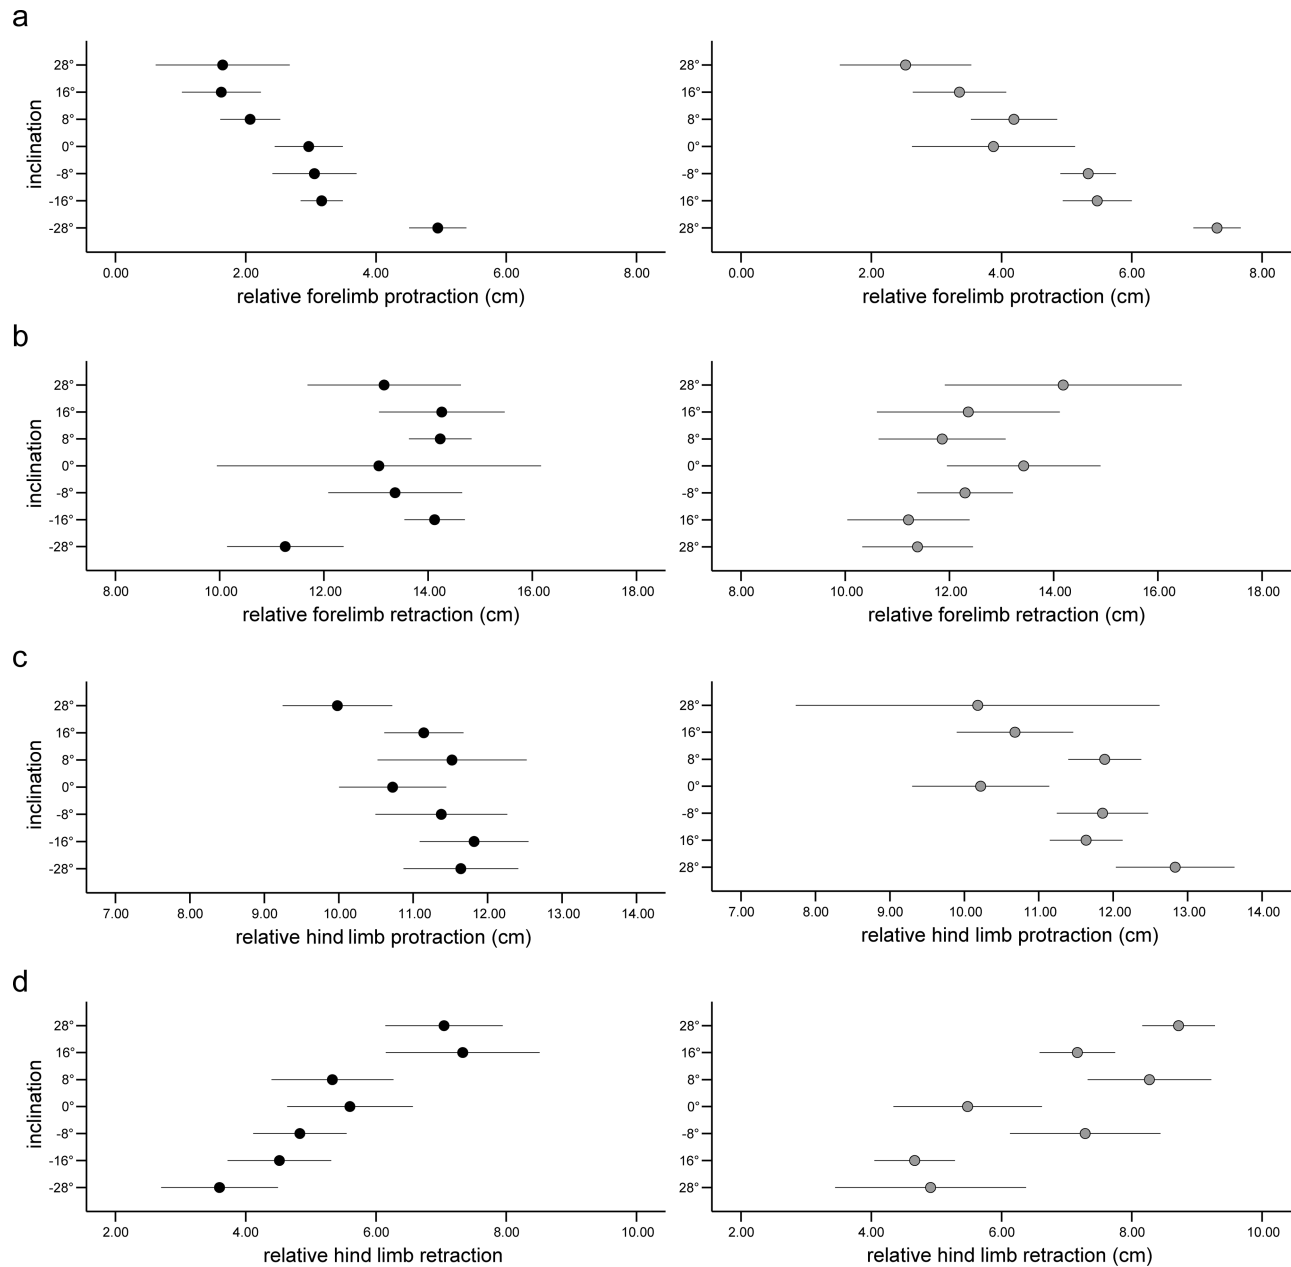 a
inclination
28°
16°
8°
0°
-8°
-16°
-28°
0.00 2.00 4.00 6.00 8.00
relative forelimb protraction (cm)
28°
16°
8°
0°
-8°
-16°
28°
0.00 2.00 4.00 6.00 8.00
relative forelimb protraction (cm)
b
inclination
28°
16°
8°
0°
-8°
-16°
-28°
8.00 10.00 12.00 14.00 16.00 18.00
relative forelimb retraction (cm)
28°
16°
8°
0°
-8°
16°
28°
8.00 10.00 12.00 14.00 16.00 18.00
relative forelimb retraction (cm)
c
inclination
28°
16°
8°
0°
-8°
-16°
-28°
7.00 8.00 9.00 10.00 11.00 12.00 13.00 14.00
relative hind limb protraction (cm)
28°
16°
8°
0°
-8°
16°
28°
7.00 8.00 9.00 10.00 11.00 12.00 13.00 14.00
relative hind limb protraction (cm)
d
inclination
28°
16°
8°
0°
-8°
-16°
-28°
2.00 4.00 6.00 8.00 10.00
relative hind limb retraction
28°
16°
8°
0°
-8°
16°
28°
2.00 4.00 6.00 8.00 10.00
relative hind limb retraction (cm)